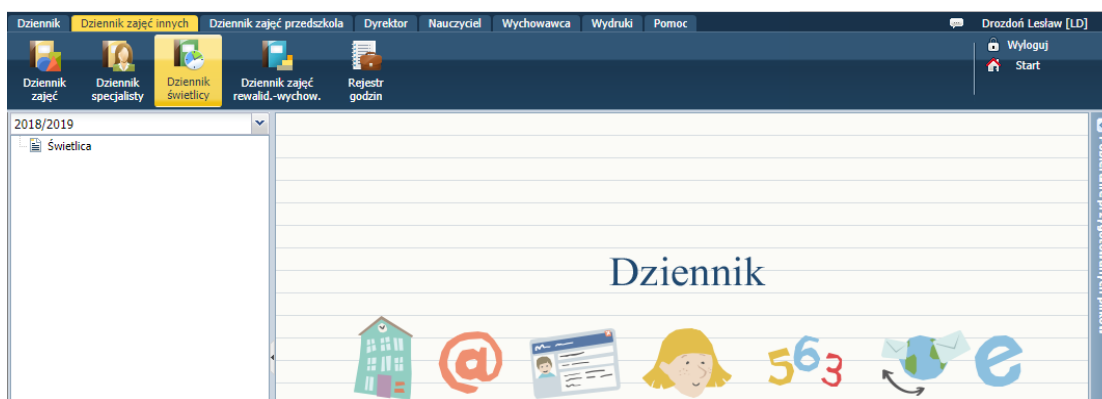 Dziennik Dziennik zajęć innych Dziennik zajęć przedszkola Dyrektor Nauczyciel Wychowawca Wydruki Pomoc Drozdoń Lesław [LD]
Dziennik zajęć
Dziennik specjalisty
Dziennik świetlicy
Dziennik zajęć rewalid.-wychow.
Rejestr godzin
Wyloguj
Start
2018/2019
Świetlica
Dziennik
@ 563 e